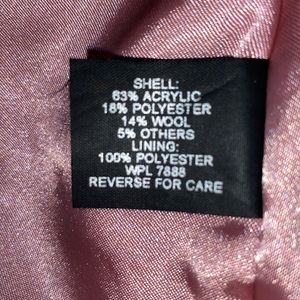 SHELL:
63% ACRYLIC
18% POLYESTER
14% WOOL
5% OTHERS
LINING:
100% POLYESTER
WPL 7888
REVERSE FOR CARE